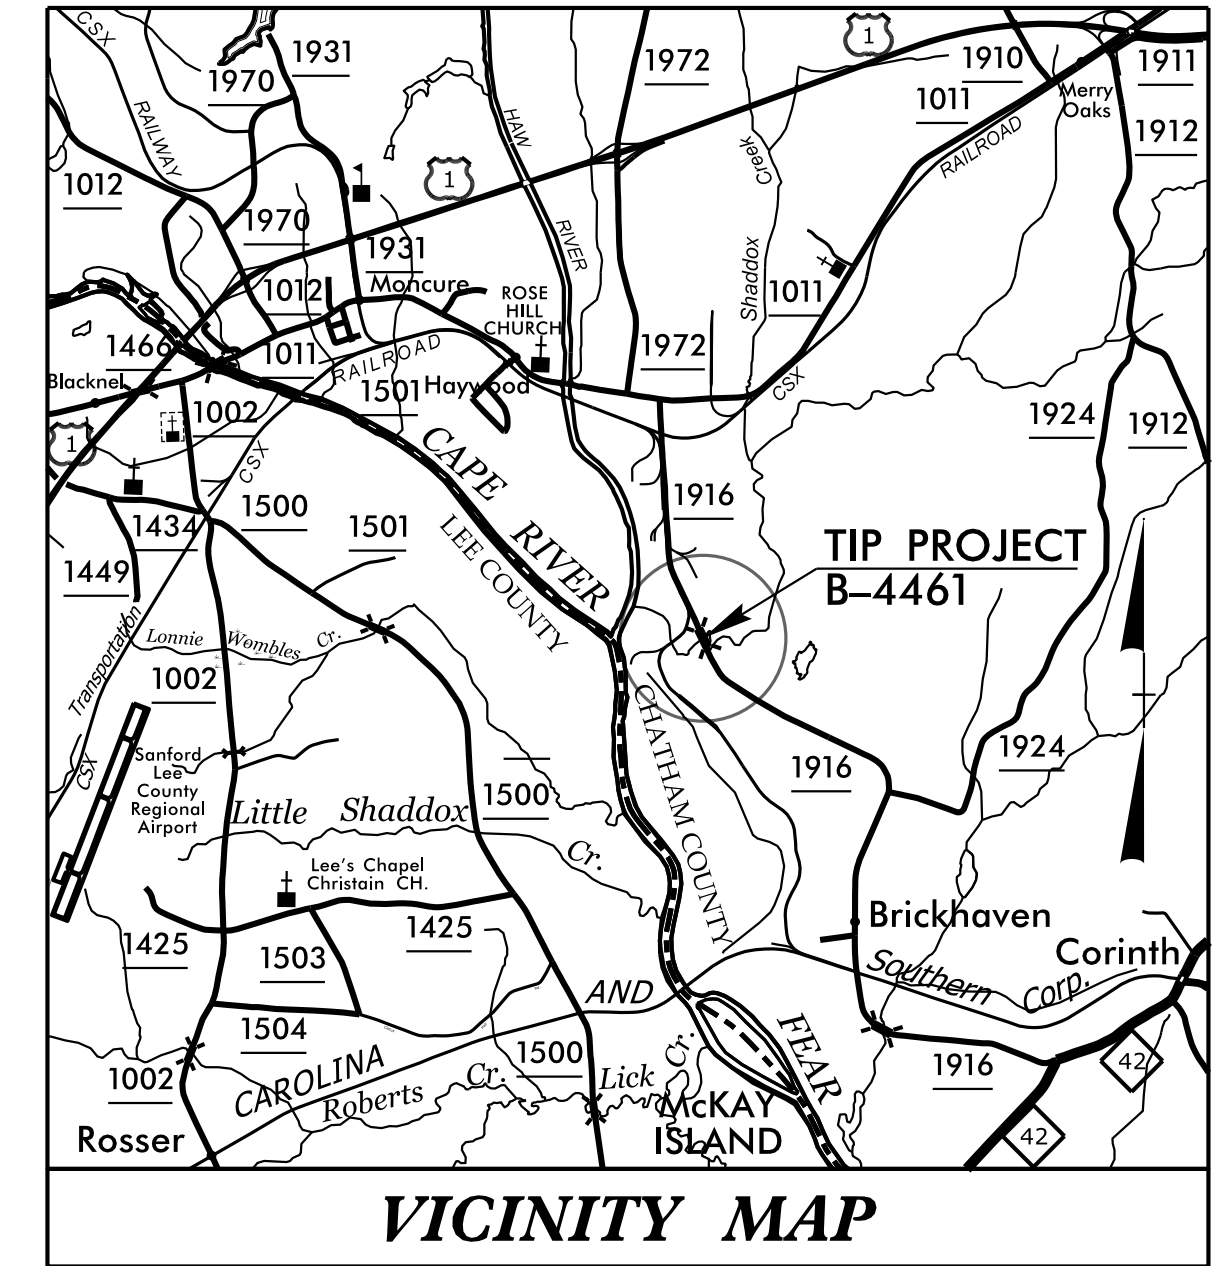 CSX
1931
1970
RAILWAY
HAW
1972
1
1910
1911
1011
Merry
Oaks
1912
RAILROAD
Creek
1012
1
1970
RIVER
1931
1012
Moncure
ROSE
HILL
CHURCH
Shaddox
1011
1466
1011
RAILROAD
1972
Blacknel
1501
Haywood
CSX
1002
1924
1912
1
CSX
CAPE
RIVER
1500
1434
1501
LEE COUNTY
1916
TIP PROJECT
B-4461
1449
Transportation
Lonnie Wombles Cr.
1002
CSX
Sanford
Lee
County
Regional
Airport
CHATHAM COUNTY
1924
1916
1500
Little Shaddox
Cr.
Lee's Chapel
Christain CH.
1425
1425
1503
Brickhaven
Corinth
AND
Southern
Corp.
1504
CAROLINA
1002
1500
FEAR
1916
42
Roberts
Cr.
Lick
Cr.
McKAY
ISLAND
42
Rosser
VICINITY MAP